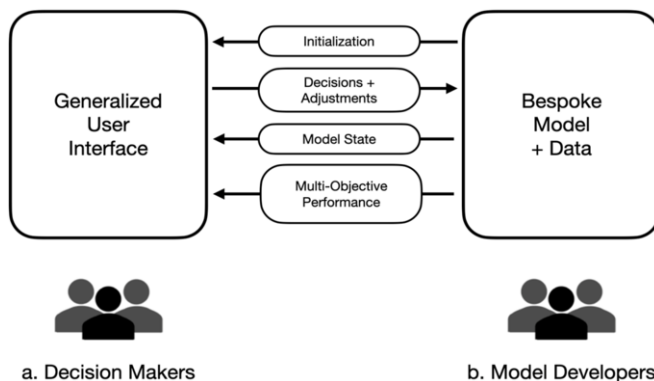 Generalized
User
Interface
Initialization
Decisions +
Adjustments
Model State
Multi-Objective
Performance
Bespoke
Model
+ Data
a. Decision Makers
b. Model Developers